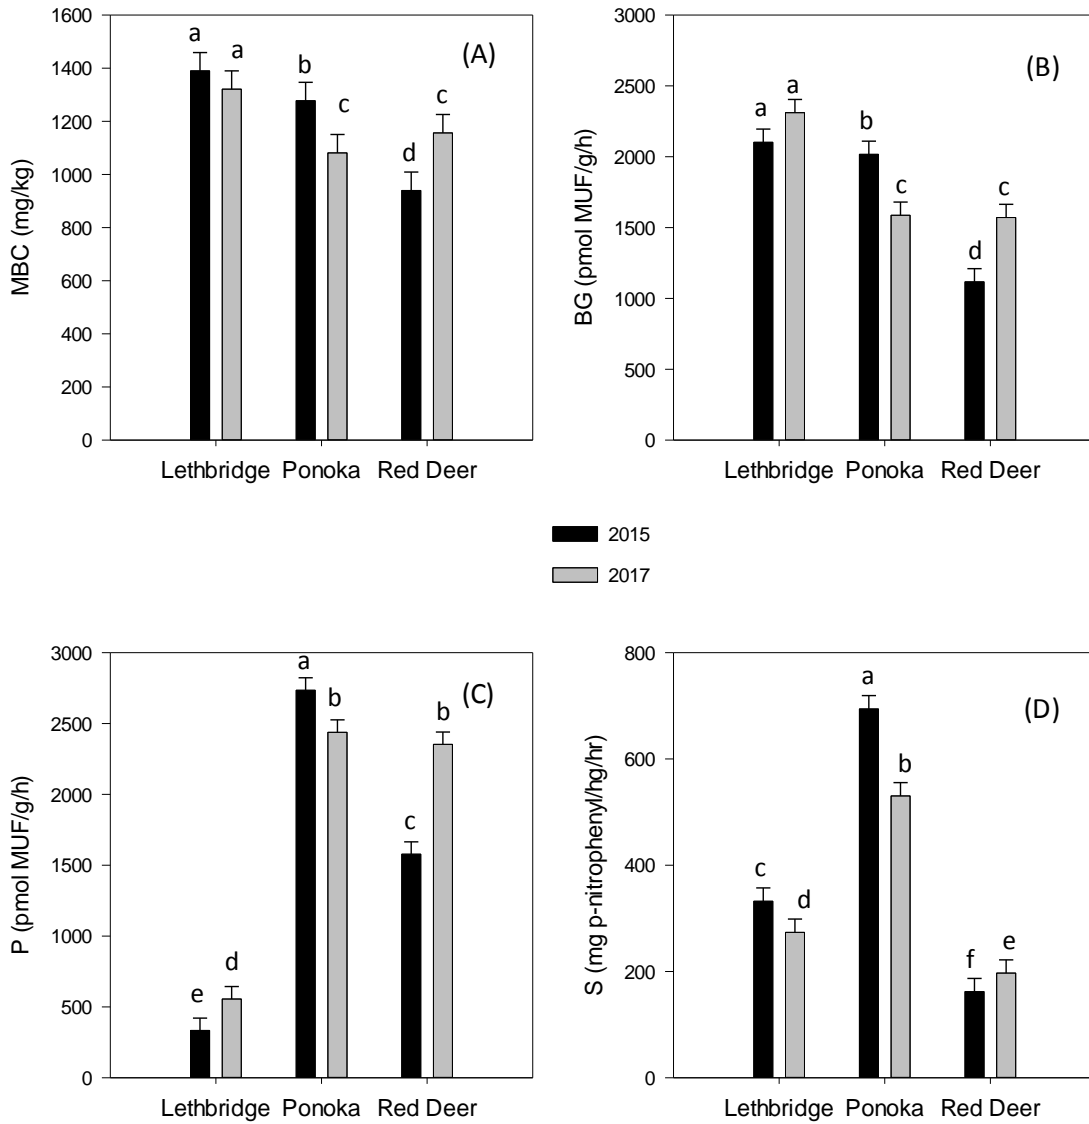 1600
1400
1200
1000
800
600
400
200
0
MBC (mg/kg)
a a b c d c
(A)
Lethbridge Ponoka Red Deer
3000
2500
2000
1500
1000
500
0
BG (pmol MUF/g/h)
a a b c d c
(B)
Lethbridge Ponoka Red Deer
2015
2017
3000
2500
2000
1500
1000
500
0
P (pmol MUF/g/h)
e d a b c b
(C)
Lethbridge Ponoka Red Deer
800
600
400
200
0
S (mg p-nitrophenyl/hg/hr)
c d a b f e
(D)
Lethbridge Ponoka Red Deer